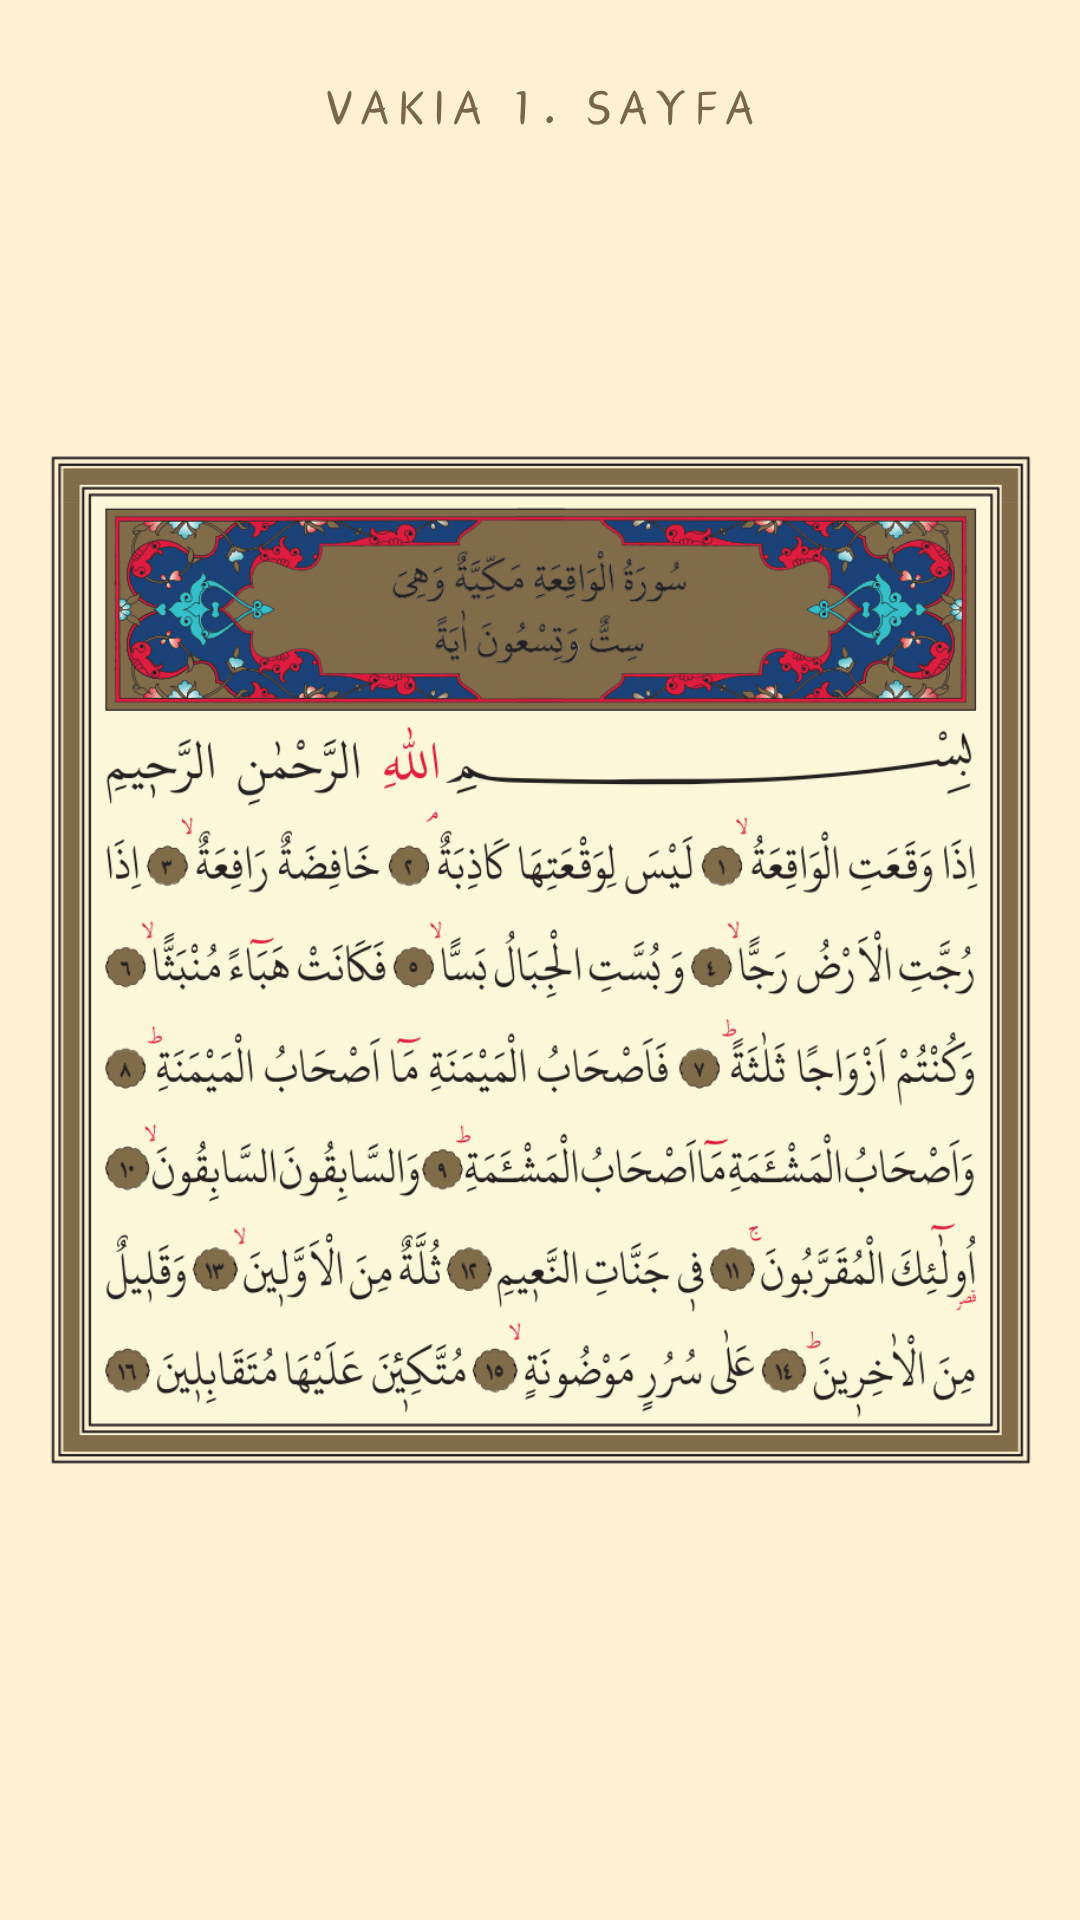 VAKIA 1. SAYFA
سُورَةُ الْوَاقِعَةِ مَكِّيَّةٌ وَهِىَ
سِتٌّ وَتِسْعُونَ اٰيَةً
بِسْمِ اللّٰهِ الرَّحْمٰنِ الرَّح۪يمِ
اِذَا وَقَعَتِ الْوَاقِعَةُۙ ﴿١﴾ لَيْسَ لِوَقْعَتِهَا كَاذِبَةٌۢ ﴿٢﴾ خَافِضَةٌ رَافِعَةٌۙ ﴿٣﴾ اِذَا
رُجَّتِ الْاَرْضُ رَجًّاۙ ﴿٤﴾ وَبُسَّتِ الْجِبَالُ بَسًّاۙ ﴿٥﴾ فَكَانَتْ هَبَٓاءً مُنْبَثًّاۙ ﴿٦﴾
وَكُنْتُمْ اَزْوَاجًا ثَلٰثَةًۜ ﴿٧﴾ فَاَصْحَابُ الْمَيْمَنَةِ مَٓا اَصْحَابُ الْمَيْمَنَةِۜ ﴿٨﴾
وَاَصْحَابُ الْمَشْـَٔمَةِ مَٓا اَصْحَابُ الْمَشْـَٔمَةِۜ ﴿٩﴾ وَالسَّابِقُونَ السَّابِقُونَۙ ﴿١٠﴾
اُو۬لٰٓئِكَ الْمُقَرَّبُونَۚ ﴿١١﴾ ف۪ي جَنَّاتِ النَّع۪يمِ ﴿١٢﴾ ثُلَّةٌ مِنَ الْاَوَّل۪ينَۙ ﴿١٣﴾ وَقَل۪يلٌ
مِنَ الْاٰخِر۪ينَۜ ﴿١٤﴾ عَلٰى سُرُرٍ مَوْضُونَةٍۙ ﴿١٥﴾ مُتَّكِـ۪ٔينَ عَلَيْهَا مُتَقَابِل۪ينَ ﴿١٦﴾